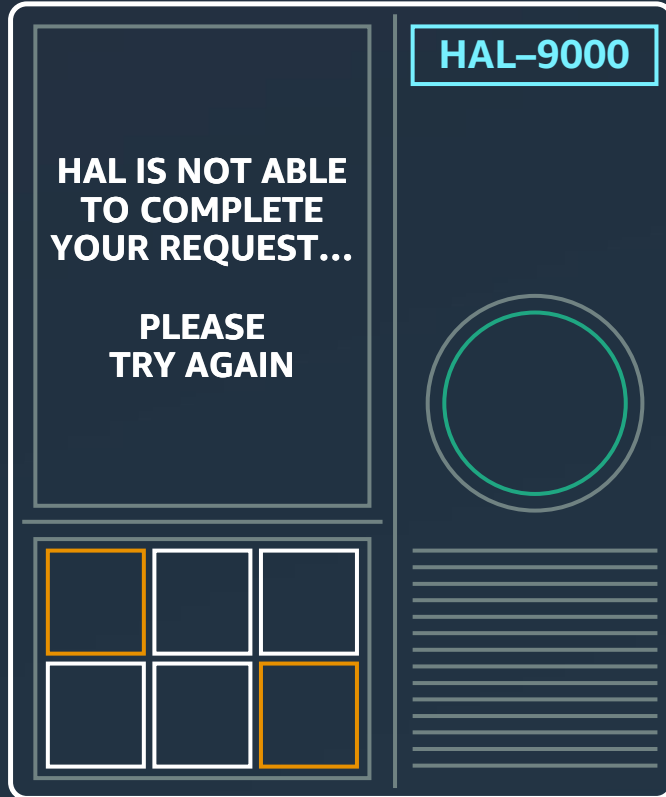 HAL–9000
HAL IS NOT ABLE
TO COMPLETE
YOUR REQUEST...
PLEASE
TRY AGAIN